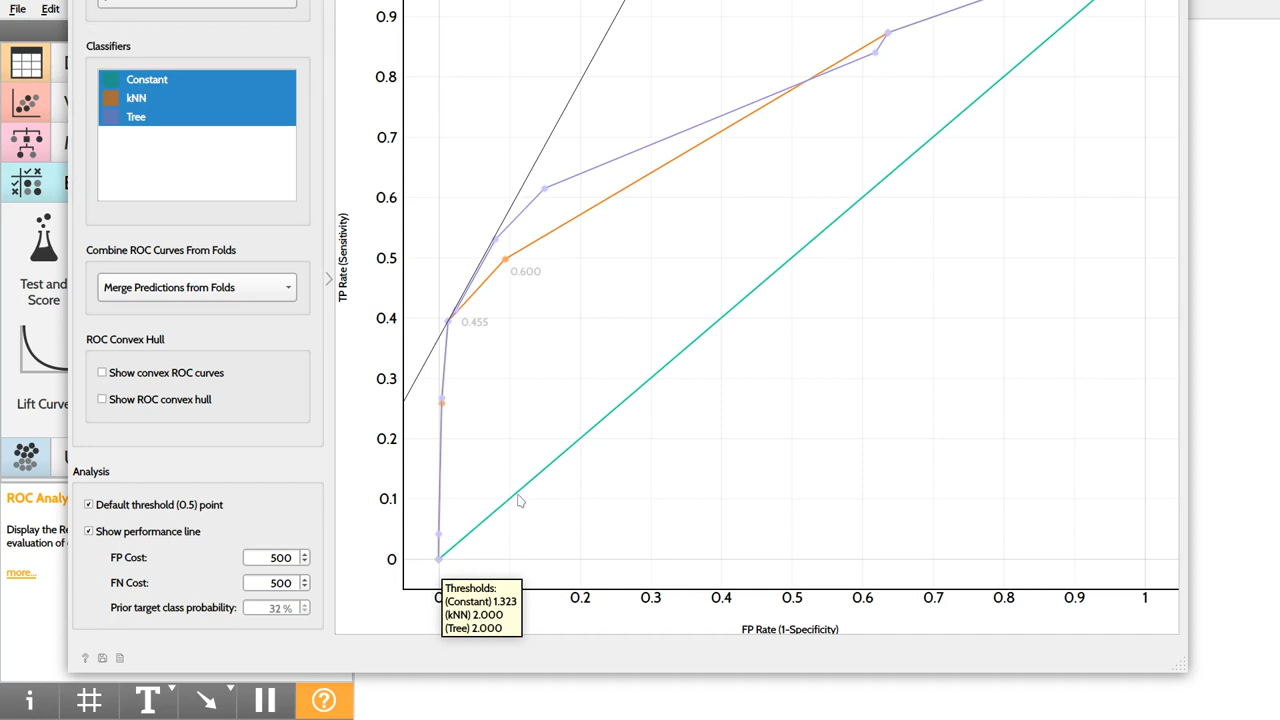 File Edit
Classifiers
Constant
kNN
Tree
Combine ROC Curves From Folds
Merge Predictions from Folds
ROC Convex Hull
Show convex ROC curves
Show ROC convex hull
Analysis
Default threshold (0.5) point
Show performance line
FP Cost: 500
FN Cost: 500
Prior target class probability: 32 %
Test and
Score
Lift Curve
ROC Analy
Display the Re
evaluation of
more...
TP Rate (Sensitivity)
0.9
0.8
0.7
0.6
0.5
0.4
0.3
0.2
0.1
0
0.600
0.455
0.2 0.3 0.4 0.5 0.6 0.7 0.8 0.9 1
FP Rate (1-Specificity)
Thresholds:
(Constant) 1.323
(kNN) 2.000
(Tree) 2.000